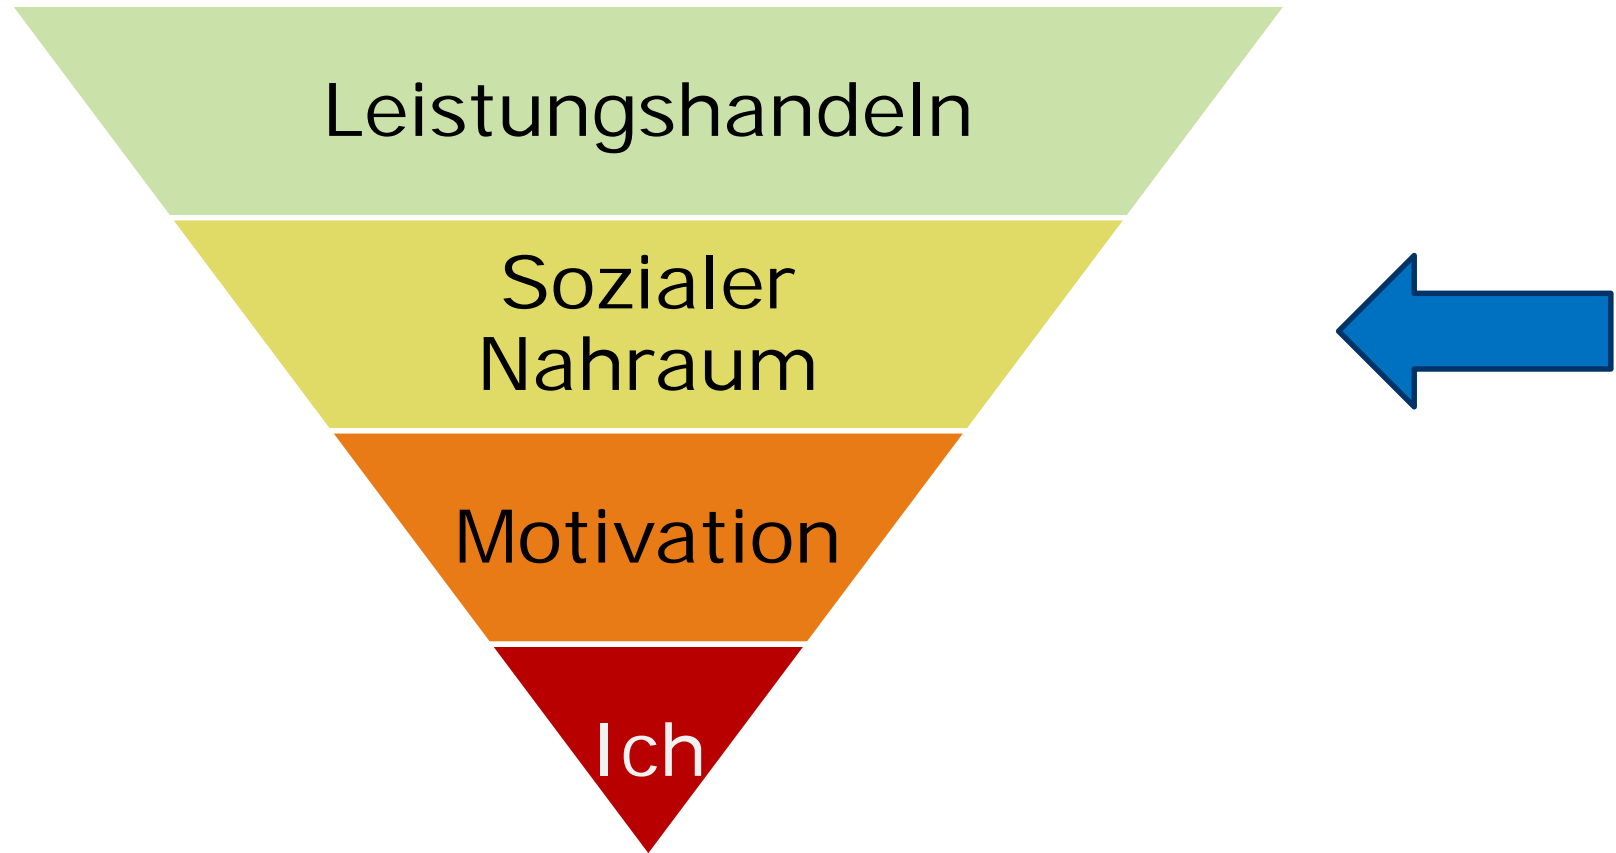 Leistungshandeln
Sozialer
Nahraum
Motivation
Ich